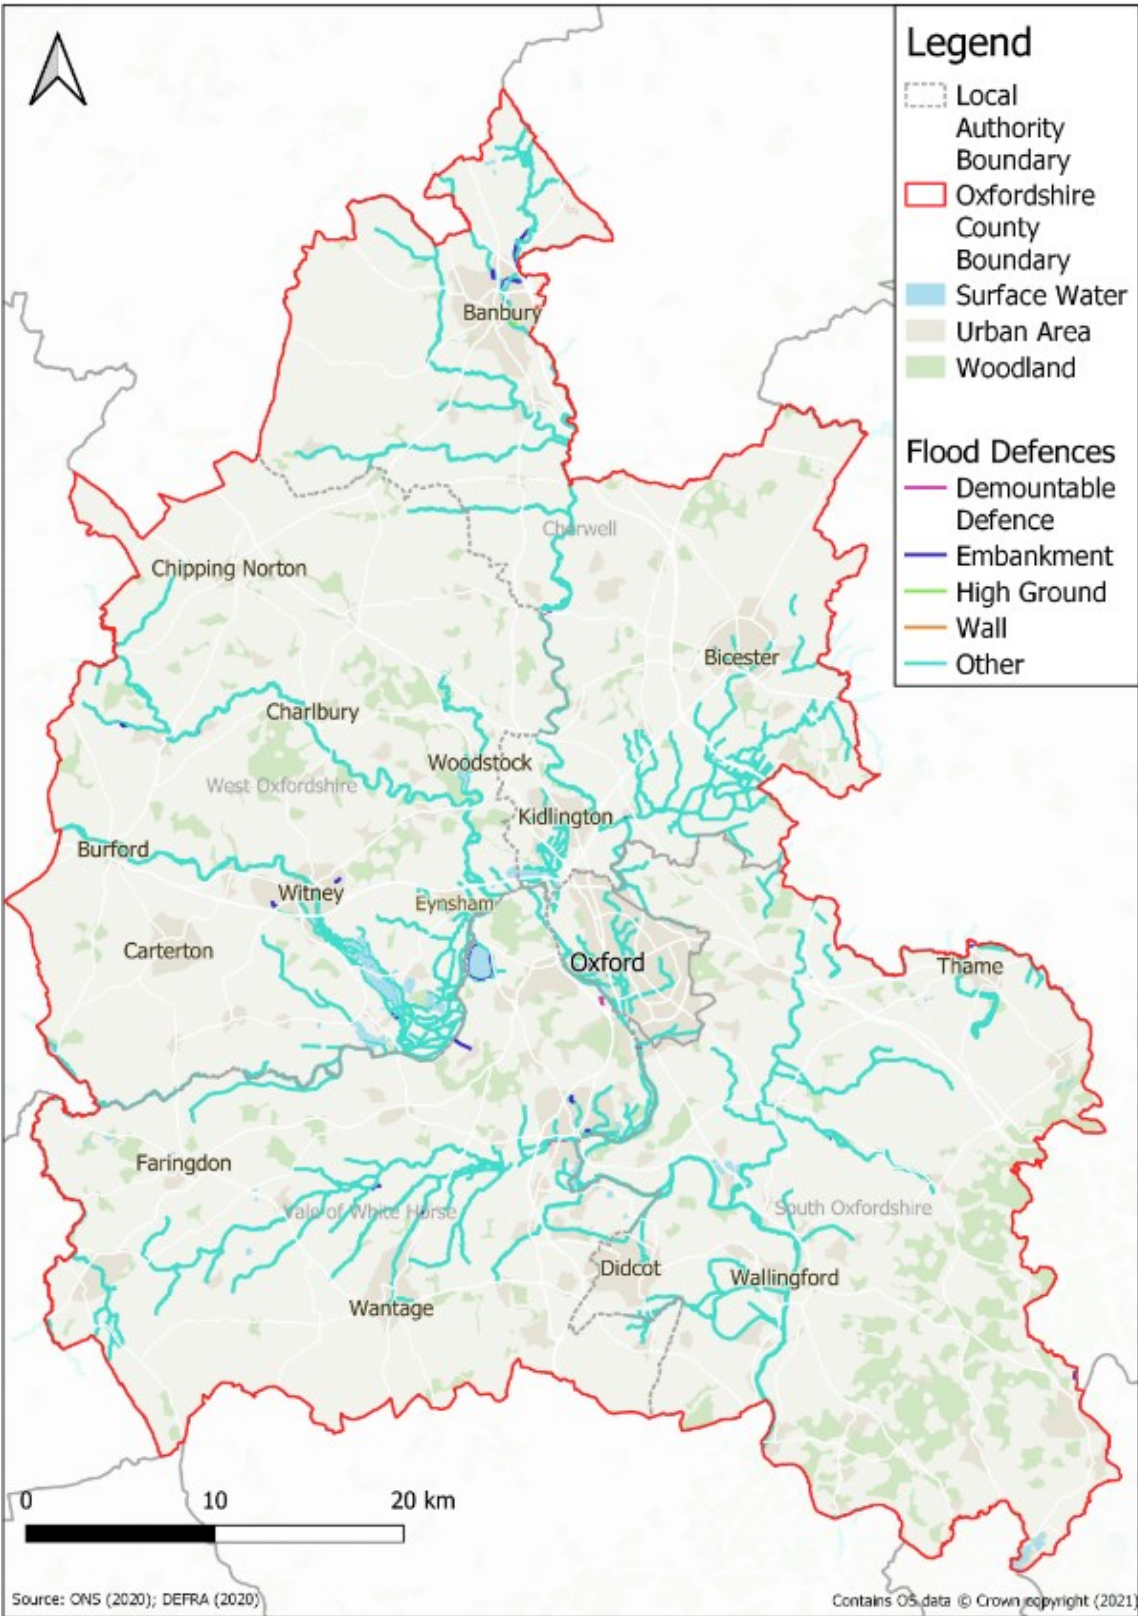 Legend
Local
Authority
Boundary
Oxfordshire
County
Boundary
Surface Water
Urban Area
Woodland
Flood Defences
Demountable
Defence
Embankment
High Ground
Wall
Other
Banbury
Cherwell
Chipping Norton
Bicester
Charlbury
Woodstock
West Oxfordshire
Kidlington
Burford
Witney
Eynsham
Carterton
Oxford
Thame
Faringdon
Vale of White Horse
South Oxfordshire
Didcot
Wallingford
Wantage
0 10 20 km
Source: ONS (2020); DEFRA (2020)
Contains OS data © Crown copyright (2021)